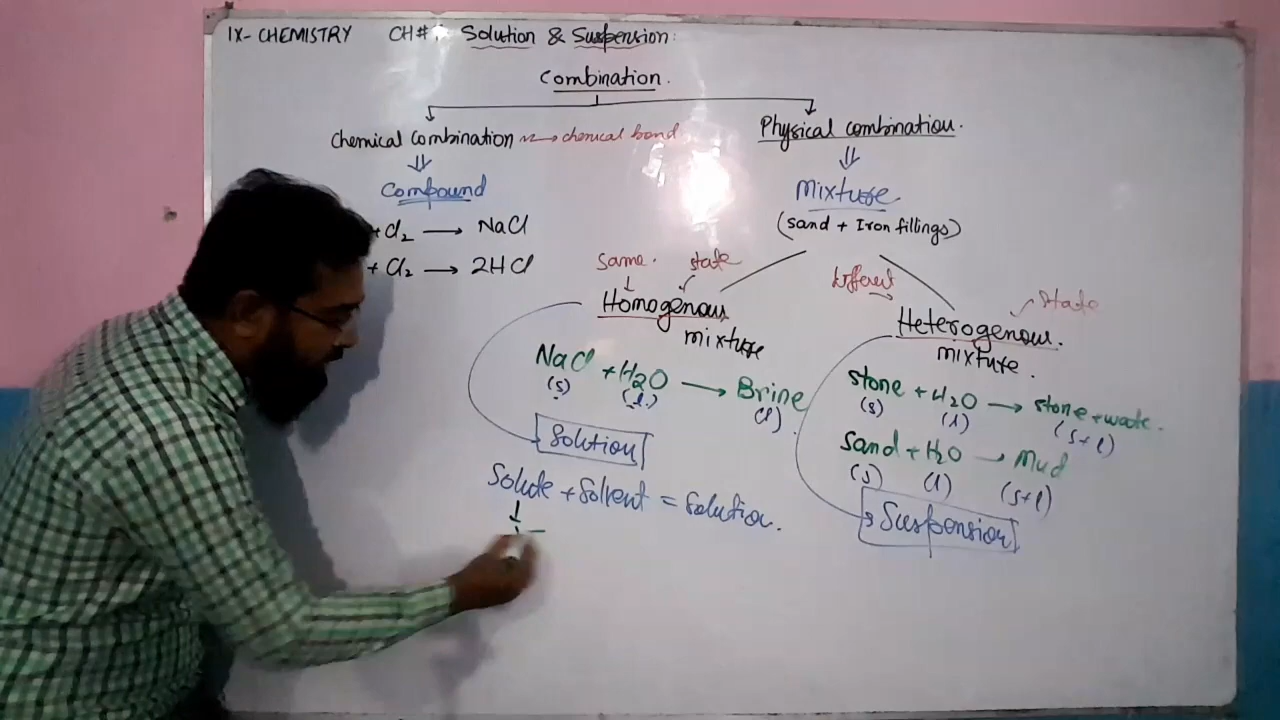 IX- CHEMISTRY CH# Solution & Suspension:
Combination.
Chemical combination → chemical bond
Physical combination.
Compound
+ Cl2 → NaCl
+ Cl2 → 2HCl
Mixture
(sand + Iron fillings)
Same. state
Homogenous
mixture
NaCl + H2O → Brine
(s) (l.) (l)
Solution
Solute + Solvent = Solution.
Different state
Heterogenous.
mixture.
stone + H2O → stone + wate.
(s) (l) (s+l)
sand + H2O → Mud
(s) (l) (s+l)
Suspension